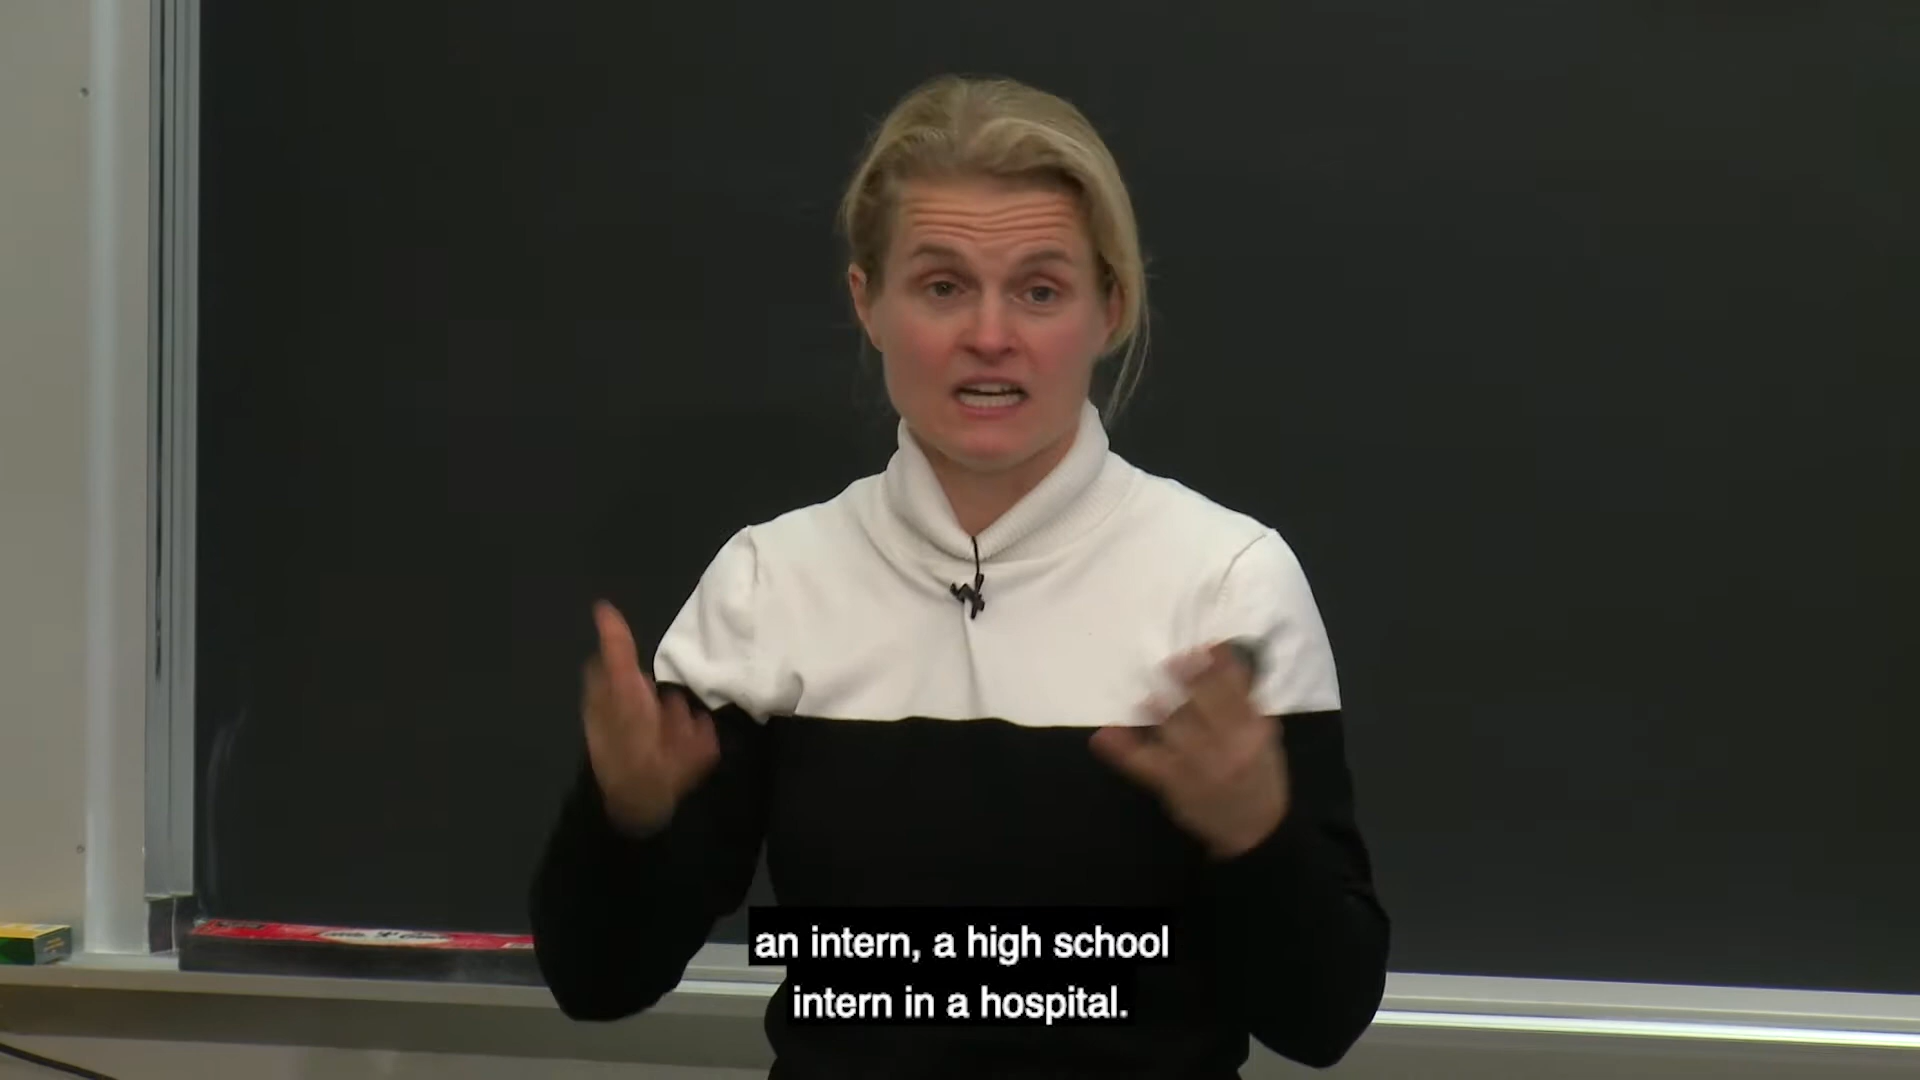 an intern, a high school
intern in a hospital.